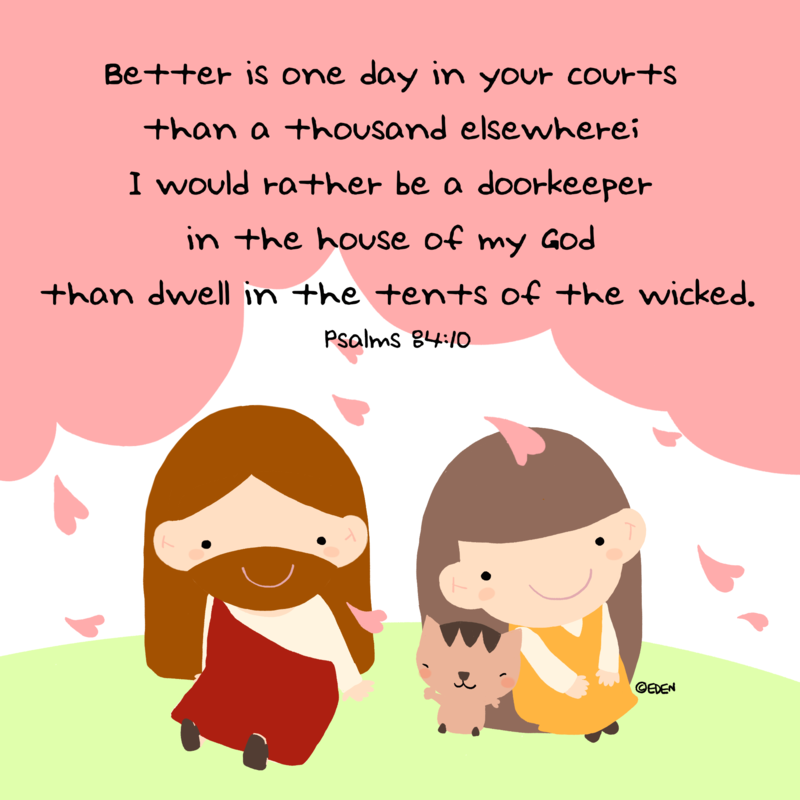 Better is one day in your courts
than a thousand elsewhere;
I would rather be a doorkeeper
in the house of my God
than dwell in the tents of the wicked.
Psalms 84:10
©EDEN